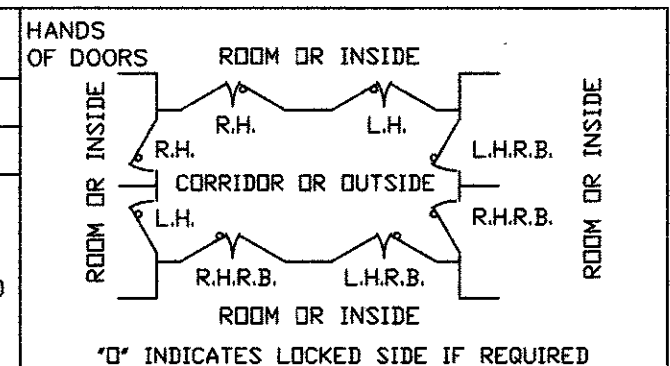 HANDS
OF DOORS
ROOM OR INSIDE
R.H. L.H.
ROOM OR INSIDE
R.H. L.H.R.B.
ROOM OR INSIDE
CORRIDOR OR OUTSIDE
L.H. R.H.R.B.
R.H.R.B. L.H.R.B.
ROOM OR INSIDE
"O" INDICATES LOCKED SIDE IF REQUIRED